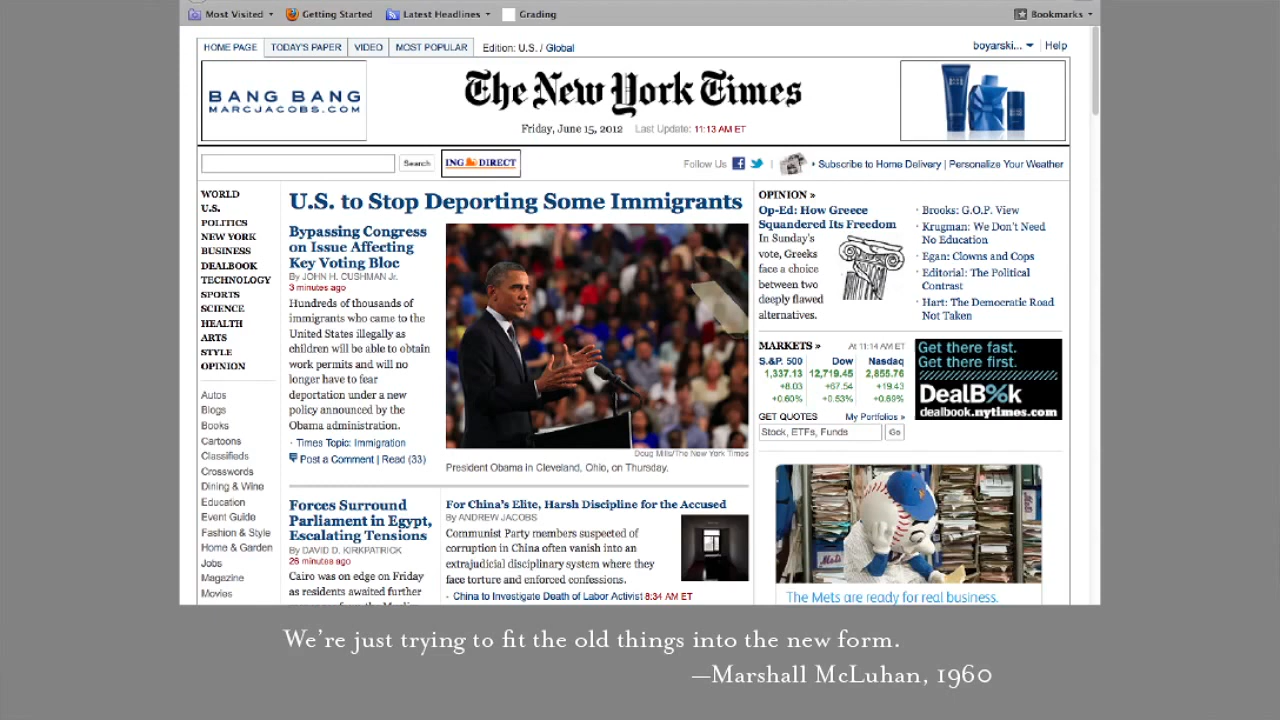 Most Visited Getting Started Latest Headlines Grading Bookmarks
HOME PAGE TODAY'S PAPER VIDEO MOST POPULAR Edition: U.S. / Global
boyarski... Help
BANG BANG
MARCJACOBS.COM
The New York Times
Friday, June 15, 2012 Last Update: 11:13 AM ET
Search
ING DIRECT
Follow Us
Subscribe to Home Delivery | Personalize Your Weather
WORLD
U.S.
POLITICS
NEW YORK
BUSINESS
DEALBOOK
TECHNOLOGY
SPORTS
SCIENCE
HEALTH
ARTS
STYLE
OPINION
Autos
Blogs
Books
Cartoons
Classifieds
Crosswords
Dining & Wine
Education
Event Guide
Fashion & Style
Home & Garden
Jobs
Magazine
Movies
U.S. to Stop Deporting Some Immigrants
Bypassing Congress
on Issue Affecting
Key Voting Bloc
By JOHN H. CUSHMAN Jr.
3 minutes ago
Hundreds of thousands of
immigrants who came to the
United States illegally as
children will be able to obtain
work permits and will no
longer have to fear
deportation under a new
policy announced by the
Obama administration.
· Times Topic: Immigration
Post a Comment | Read (33)
Doug Mills/The New York Times
President Obama in Cleveland, Ohio, on Thursday.
Forces Surround
Parliament in Egypt,
Escalating Tensions
By DAVID D. KIRKPATRICK
26 minutes ago
Cairo was on edge on Friday
as residents awaited further
For China's Elite, Harsh Discipline for the Accused
By ANDREW JACOBS
Communist Party members suspected of
corruption in China often vanish into an
extrajudicial disciplinary system where they
face torture and enforced confessions.
· China to Investigate Death of Labor Activist 8:34 AM ET
OPINION »
Op-Ed: How Greece
Squandered Its Freedom
In Sunday's
vote, Greeks
face a choice
between two
deeply flawed
alternatives.
· Brooks: G.O.P. View
· Krugman: We Don't Need
No Education
· Egan: Clowns and Cops
· Editorial: The Political
Contrast
· Hart: The Democratic Road
Not Taken
MARKETS » At 11:14 AM ET
S.&P. 500 Dow Nasdaq
1,337.13 12,719.45 2,855.76
+8.03 +67.54 +19.43
+0.60% +0.53% +0.69%
GET QUOTES My Portfolios »
Stock, ETFs, Funds Go
Get there fast.
Get there first.
DealB%k
dealbook.nytimes.com
Mets
The Mets are ready for real business.
We're just trying to fit the old things into the new form.
—Marshall McLuhan, 1960